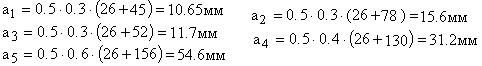 a₁ = 0.5·0.3·(26+45) = 10.65мм
a₂ = 0.5·0.3·(26+78) = 15.6мм
a₃ = 0.5·0.3·(26+52) = 11.7мм
a₄ = 0.5·0.4·(26+130) = 31.2мм
a₅ = 0.5·0.6·(26+156) = 54.6мм